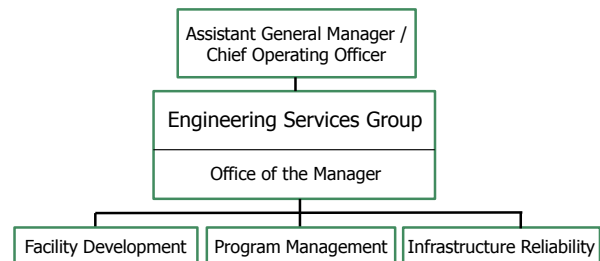 Assistant General Manager /
Chief Operating Officer
Engineering Services Group
Office of the Manager
Facility Development
Program Management
Infrastructure Reliability